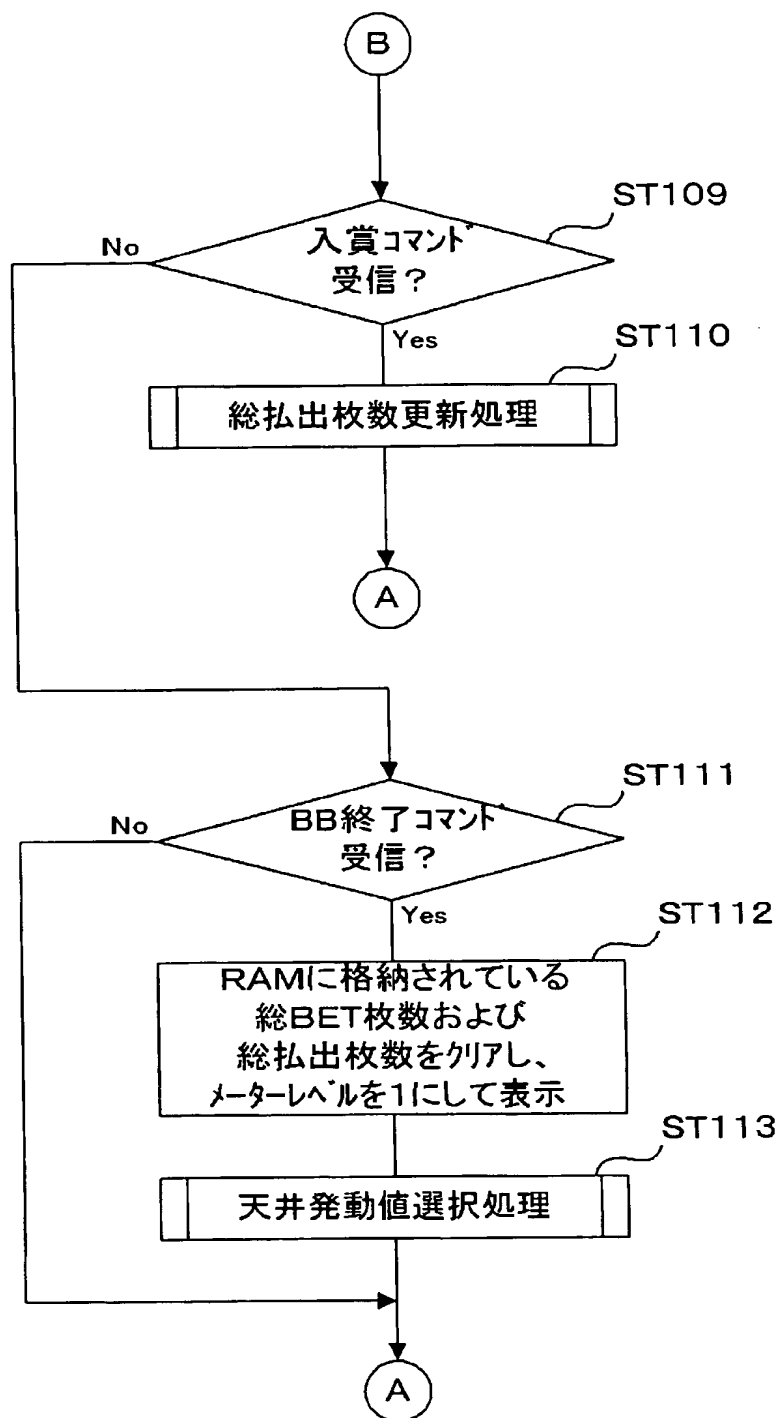 B
ST109
入賞コマンド
受信？
No
Yes
ST110
総払出枚数更新処理
A
ST111
BB終了コマンド
受信？
No
Yes
ST112
RAMに格納されている
総BET枚数および
総払出枚数をクリアし、
メーターレベルを1にして表示
ST113
天井発動値選択処理
A